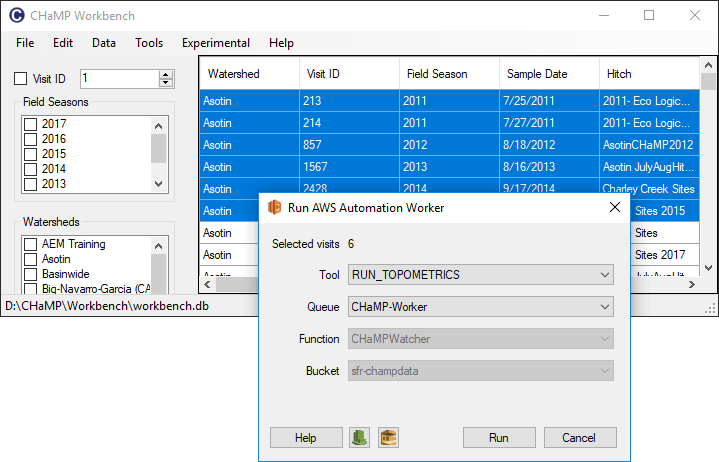 CHaMP Workbench
File Edit Data Tools Experimental Help
Visit ID 1
Field Seasons
2017
2016
2015
2014
2013
Watersheds
AEM Training
Asotin
Basinwide
Big-Navarro-Garcia (CA
Watershed Visit ID Field Season Sample Date Hitch
Asotin 213 2011 7/25/2011 2011- Eco Logic...
Asotin 214 2011 7/27/2011 2011- Eco Logic...
Asotin 857 2012 8/18/2012 AsotinCHaMP2012
Asotin 1567 2013 8/16/2013 Asotin JulyAugHit...
Asotin 2428 2014 9/17/2014 Charley Creek Sites
Asotin Sites 2015
Asotin Sites
Asotin Sites 2017
Asotin JulyAugHit...
D:\CHaMP\Workbench\workbench.db
Run AWS Automation Worker
Selected visits 6
Tool RUN_TOPOMETRICS
Queue CHaMP-Worker
Function CHaMPWatcher
Bucket sfr-champdata
Help Run Cancel